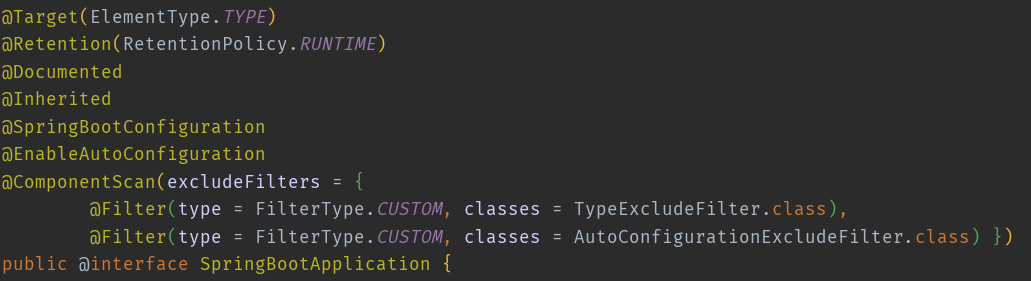 @Target(ElementType.TYPE)
@Retention(RetentionPolicy.RUNTIME)
@Documented
@Inherited
@SpringBootConfiguration
@EnableAutoConfiguration
@ComponentScan(excludeFilters = {
        @Filter(type = FilterType.CUSTOM, classes = TypeExcludeFilter.class),
        @Filter(type = FilterType.CUSTOM, classes = AutoConfigurationExcludeFilter.class) })
public @interface SpringBootApplication {